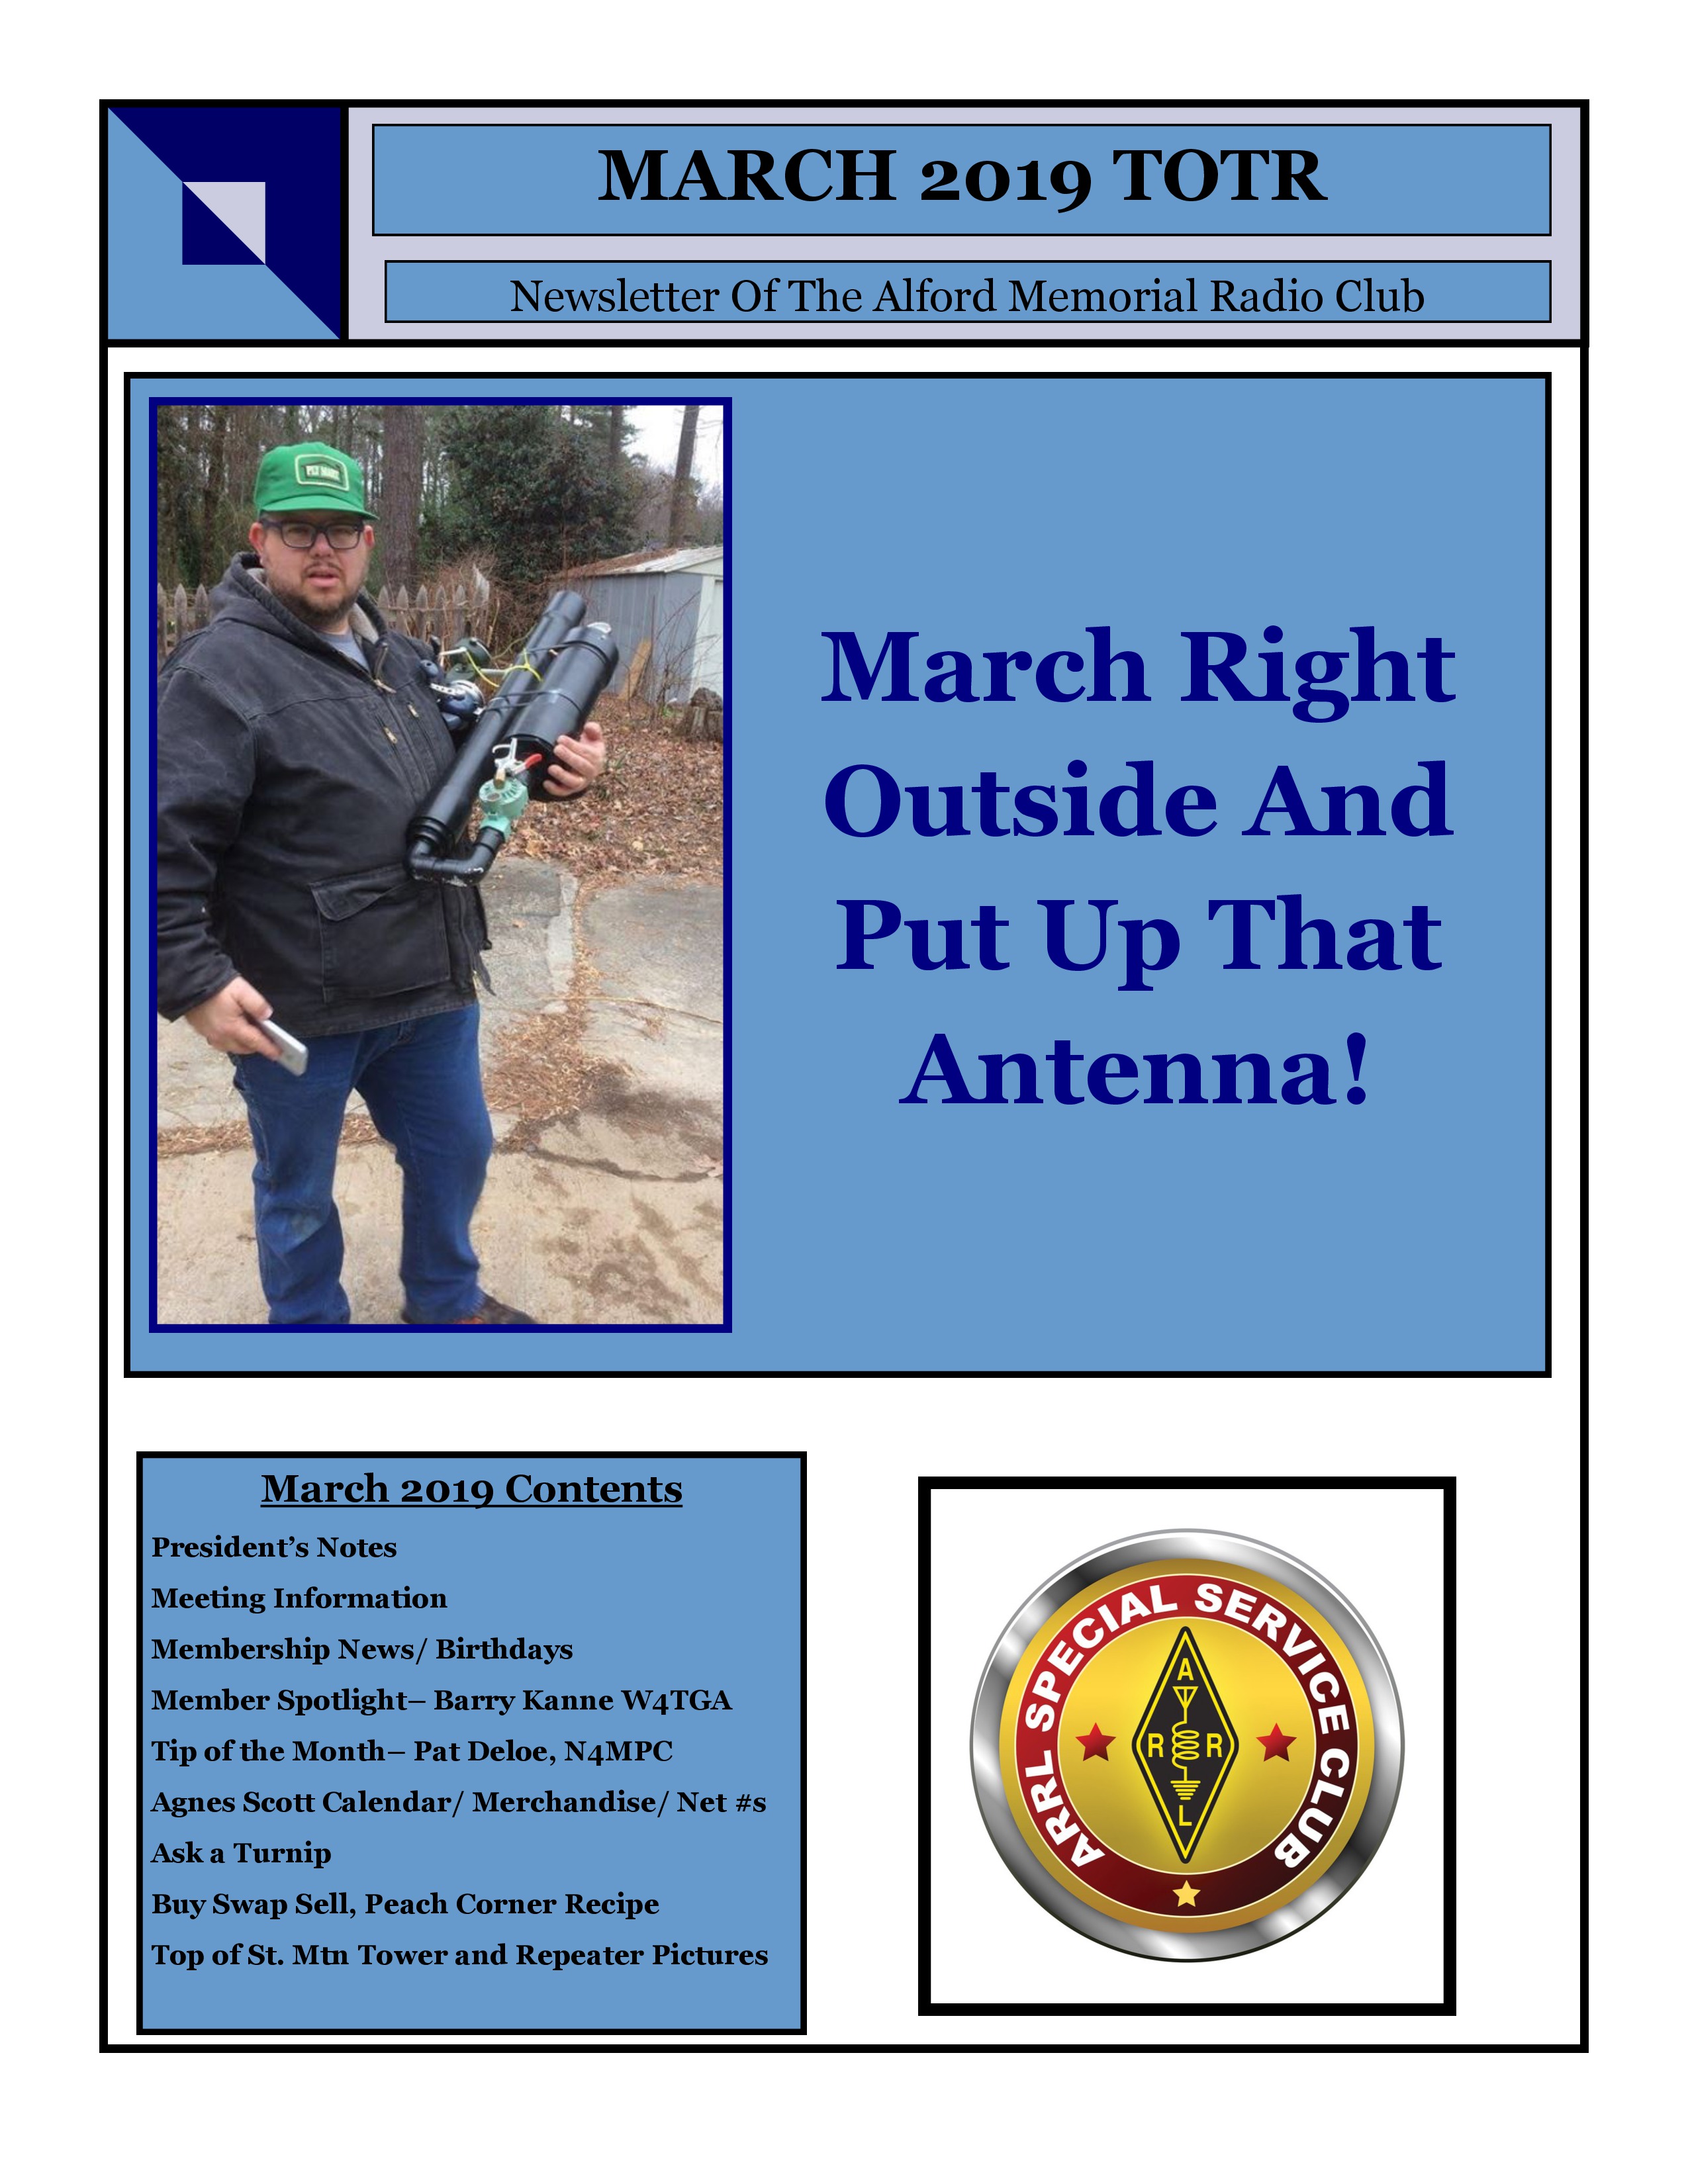 MARCH 2019 TOTR
Newsletter Of The Alford Memorial Radio Club
March Right
Outside And
Put Up That
Antenna!
March 2019 Contents
President’s Notes
Meeting Information
Membership News/ Birthdays
Member Spotlight– Barry Kanne W4TGA
Tip of the Month– Pat Deloe, N4MPC
Agnes Scott Calendar/ Merchandise/ Net #s
Ask a Turnip
Buy Swap Sell, Peach Corner Recipe
Top of St. Mtn Tower and Repeater Pictures
ARRL SPECIAL SERVICE CLUB
A
R R
L